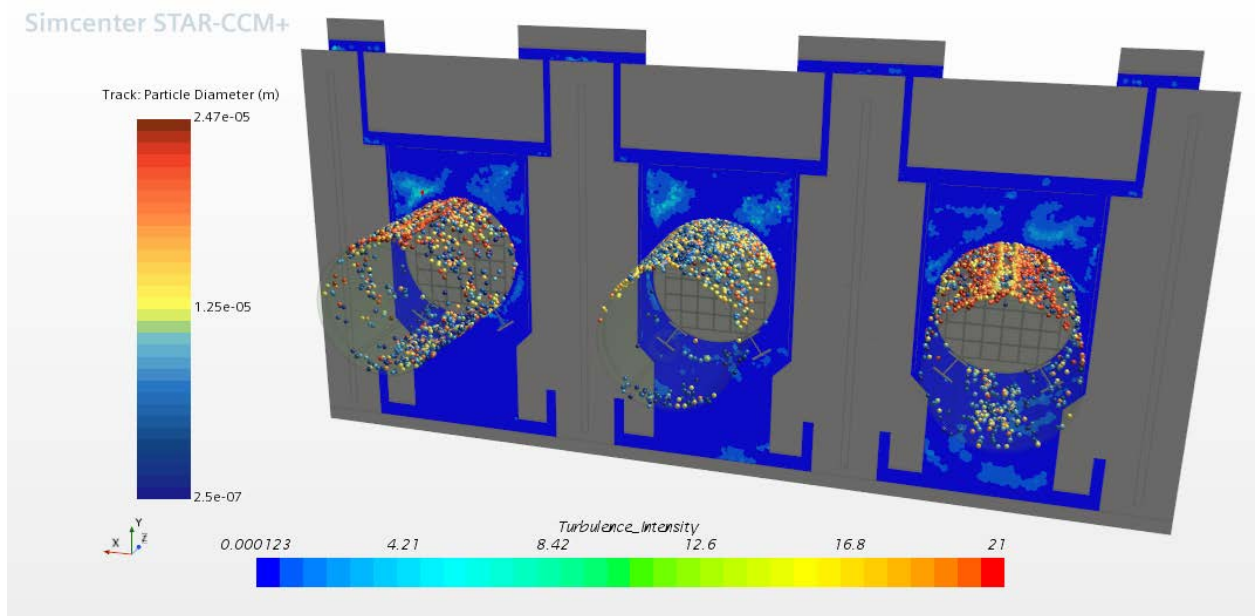 Simcenter STAR-CCM+
Track: Particle Diameter (m)
2.47e-05
1.25e-05
2.5e-07
Y
X
Z
Turbulence_Intensity
0.000123 4.21 8.42 12.6 16.8 21